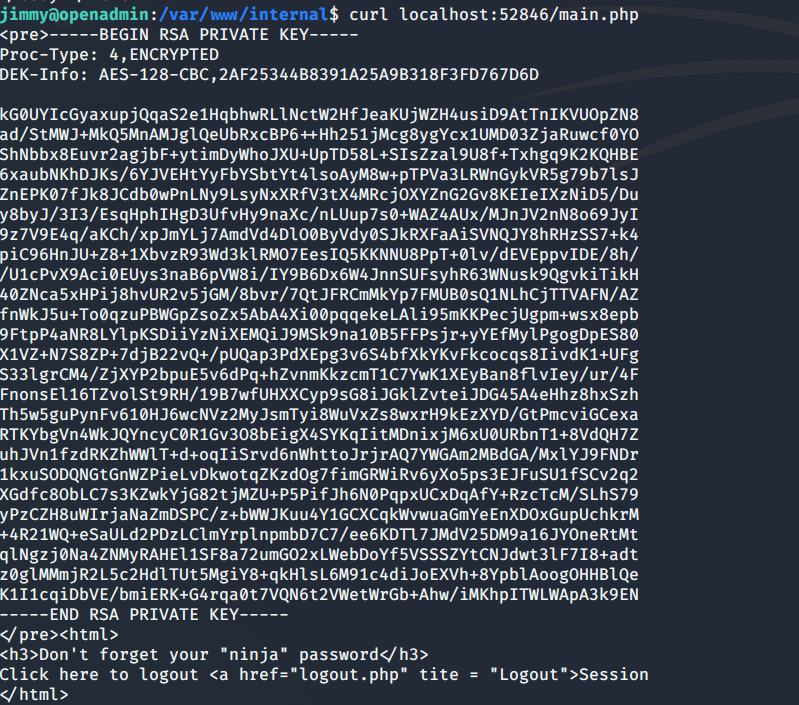 jimmy@openadmin:/var/www/internal$ curl localhost:52846/main.php
<pre>-----BEGIN RSA PRIVATE KEY-----
Proc-Type: 4,ENCRYPTED
DEK-Info: AES-128-CBC,2AF25344B8391A25A9B318F3FD767D6D
kG0UYIcGyaxupjQqaS2e1HqbhwRLlNctW2HfJeaKUjWZH4usiD9AtTnIKVUOpZN8
ad/StMWJ+MkQ5MnAMJglQeUbRxcBP6++Hh251jMcg8ygYcx1UMD03ZjaRuwcf0YO
ShNbbx8Euvr2agjbF+ytimDyWhoJXU+UpTD58L+SIsZzal9U8f+Txhgq9K2KQHBE
6xaubNKhDJKs/6YJVEHtYyFbYSbtYt4lsoAyM8w+pTPVa3LRWnGykVR5g79b7lsJ
ZnEPK07fJk8JCdb0wPnLNy9LsyNxXRfV3tX4MRcjOXYZnG2Gv8KEIeIXzNiD5/Du
y8byJ/3I3/EsqHphIHgD3UfvHy9naXc/nLUup7s0+WAZ4AUx/MJnJV2nN8o69JyI
9z7V9E4q/aKCh/xpJmYLj7AmdVd4DlO0ByVdy0SJkRXFaAiSVNQJY8hRHzSS7+k4
piC96HnJU+Z8+1XbvzR93Wd3klRMO7EesIQ5KKNNU8PpT+0lv/dEVEppvIDE/8h/
/U1cPvX9Aci0EUys3naB6pVW8i/IY9B6Dx6W4JnnSUFsyhR63WNusk9QgvkiTikH
40ZNca5xHPij8hvUR2v5jGM/8bvr/7QtJFRCmMkYp7FMUB0sQ1NLhCjTTVAFN/AZ
fnWkJ5u+To0qzuPBWGpZsoZx5AbA4Xi00pqqekeLAli95mKKPecjUgpm+wsx8epb
9FtpP4aNR8LYlpKSDiiYzNiXEMQiJ9MSk9na10B5FFPsjr+yYEfMylPgogDpES80
X1VZ+N7S8ZP+7djB22vQ+/pUQap3PdXEpg3v6S4bfXkYKvFkcocqs8IivdK1+UFg
S33lgrCM4/ZjXYP2bpuE5v6dPq+hZvnmKkzcmT1C7YwK1XEyBan8flvIey/ur/4F
FnonsEl16TZvolSt9RH/19B7wfUHXXCyp9sG8iJGklZvteiJDG45A4eHhz8hxSzh
Th5w5guPynFv610HJ6wcNVz2MyJsmTyi8WuVxZs8wxrH9kEzXYD/GtPmcviGCexa
RTKYbgVn4WkJQYncyC0R1Gv3O8bEigX4SYKqIitMDnixjM6xU0URbnT1+8VdQH7Z
uhJVn1fzdRKZhWWlT+d+oqIiSrvd6nWhttoJrjrAQ7YWGAm2MBdGA/MxlYJ9FNDr
1kxuSODQNGtGnWZPieLvDkwotqZKzdOg7fimGRWiRv6yXo5ps3EJFuSU1fSCv2q2
XGdfc8ObLC7s3KZwkYjG82tjMZU+P5PifJh6N0PqpxUCxDqAfY+RzcTcM/SLhS79
yPzCZH8uWIrjaNaZmDSPC/z+bWWJKuu4Y1GCXCqkWvwuaGmYeEnXDOxGupUchkrM
+4R21WQ+eSaULd2PDzLClmYrplnpmbD7C7/ee6KDTl7JMdV25DM9a16JYOneRtMt
qlNgzj0Na4ZNMyRAHEl1SF8a72umGO2xLWebDoYf5VSSSZYtCNJdwt3lF7I8+adt
z0glMMmjR2L5c2HdlTUt5MgiY8+qkHlsL6M91c4diJoEXVh+8YpblAoogOHHBlQe
K1I1cqiDbVE/bmiERK+G4rqa0t7VQN6t2VWetWrGb+Ahw/iMKhpITWLWApA3k9EN
-----END RSA PRIVATE KEY-----
</pre><html>
<h3>Don't forget your "ninja" password</h3>
Click here to logout <a href="logout.php" tite = "Logout">Session
</html>